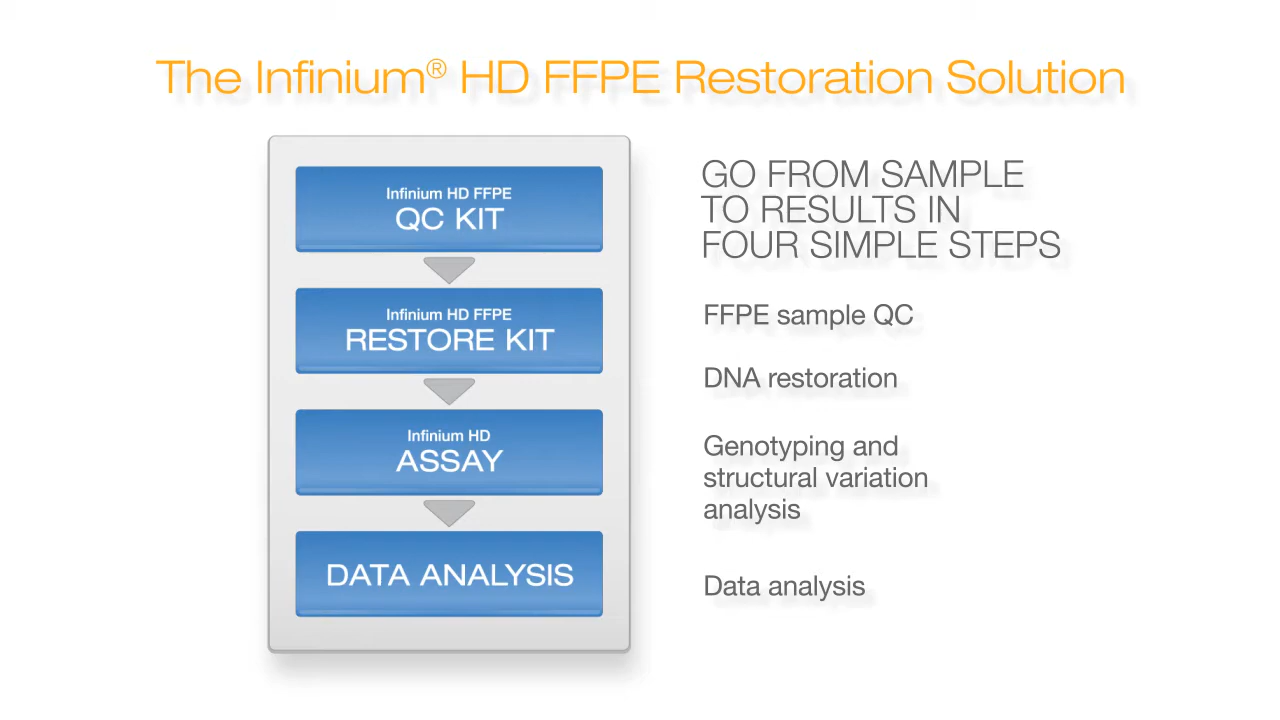 The Infinium® HD FFPE Restoration Solution
Infinium HD FFPE
QC KIT
Infinium HD FFPE
RESTORE KIT
Infinium HD
ASSAY
DATA ANALYSIS
GO FROM SAMPLE
TO RESULTS IN
FOUR SIMPLE STEPS
FFPE sample QC
DNA restoration
Genotyping and
structural variation
analysis
Data analysis